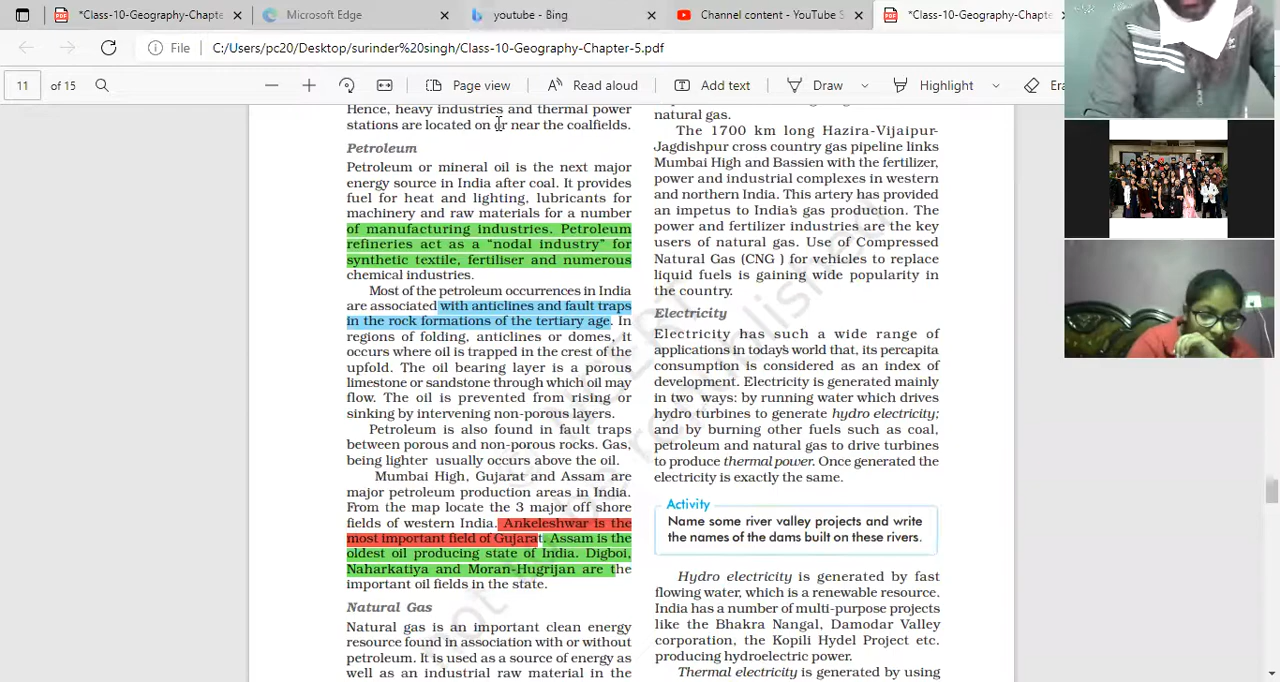 *Class-10-Geography-Chapte
Microsoft Edge
youtube - Bing
Channel content - YouTube S
*Class-10-Geography-Chapte
File
C:/Users/pc20/Desktop/surinder%20singh/Class-10-Geography-Chapter-5.pdf
11 of 15
Page view
Read aloud
Add text
Draw
Highlight
Era
Hence, heavy industries and thermal power
stations are located on or near the coalfields.
Petroleum
Petroleum or mineral oil is the next major
energy source in India after coal. It provides
fuel for heat and lighting, lubricants for
machinery and raw materials for a number
of manufacturing industries. Petroleum
refineries act as a “nodal industry” for
synthetic textile, fertiliser and numerous
chemical industries.
Most of the petroleum occurrences in India
are associated with anticlines and fault traps
in the rock formations of the tertiary age. In
regions of folding, anticlines or domes, it
occurs where oil is trapped in the crest of the
upfold. The oil bearing layer is a porous
limestone or sandstone through which oil may
flow. The oil is prevented from rising or
sinking by intervening non-porous layers.
Petroleum is also found in fault traps
between porous and non-porous rocks. Gas,
being lighter usually occurs above the oil.
Mumbai High, Gujarat and Assam are
major petroleum production areas in India.
From the map locate the 3 major off shore
fields of western India. Ankeleshwar is the
most important field of Gujarat. Assam is the
oldest oil producing state of India. Digboi,
Naharkatiya and Moran-Hugrijan are the
important oil fields in the state.
Natural Gas
Natural gas is an important clean energy
resource found in association with or without
petroleum. It is used as a source of energy as
well as an industrial raw material in the
natural gas.
The 1700 km long Hazira-Vijaipur-
Jagdishpur cross country gas pipeline links
Mumbai High and Bassien with the fertilizer,
power and industrial complexes in western
and northern India. This artery has provided
an impetus to India's gas production. The
power and fertilizer industries are the key
users of natural gas. Use of Compressed
Natural Gas (CNG ) for vehicles to replace
liquid fuels is gaining wide popularity in
the country.
Electricity
Electricity has such a wide range of
applications in today's world that, its percapita
consumption is considered as an index of
development. Electricity is generated mainly
in two ways: by running water which drives
hydro turbines to generate hydro electricity;
and by burning other fuels such as coal,
petroleum and natural gas to drive turbines
to produce thermal power. Once generated the
electricity is exactly the same.
Activity
Name some river valley projects and write
the names of the dams built on these rivers.
Hydro electricity is generated by fast
flowing water, which is a renewable resource.
India has a number of multi-purpose projects
like the Bhakra Nangal, Damodar Valley
corporation, the Kopili Hydel Project etc.
producing hydroelectric power.
Thermal electricity is generated by using